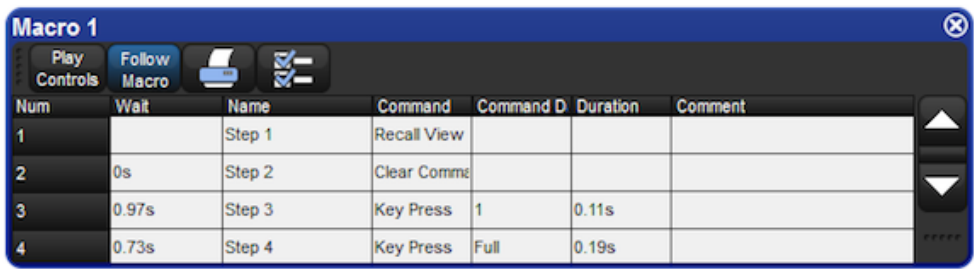 Macro 1
Play Controls Follow Macro
Num Wait Name Command Command D Duration Comment
1 Step 1 Recall View
2 0s Step 2 Clear Comma
3 0.97s Step 3 Key Press 1 0.11s
4 0.73s Step 4 Key Press Full 0.19s